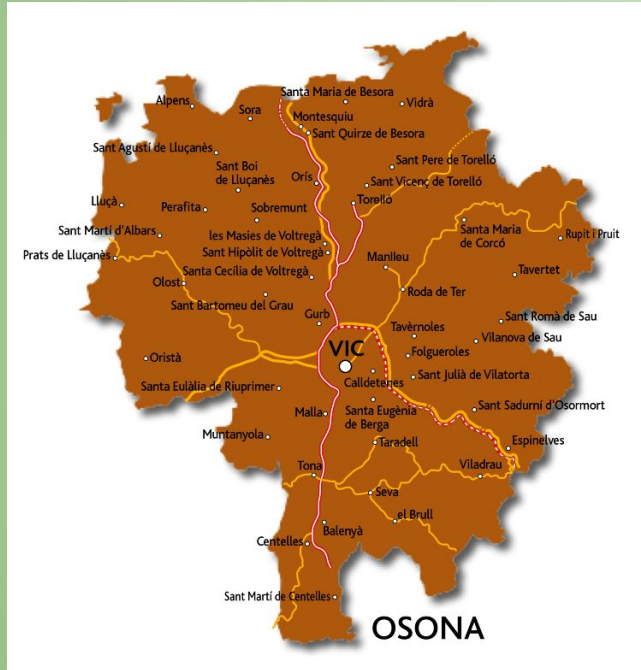 Santa Maria de Besora
Alpens
Vidrà
Sora
Montesquiu
Sant Quirze de Besora
Sant Agustí de Lluçanès
Sant Pere de Torelló
Sant Boi
de Lluçanès
Orís
Sant Vicenç de Torelló
Lluçà
Perafita
Sobremunt
Torelló
Santa Maria
de Corcó
Rupit i Pruit
Sant Martí d'Albars
les Masies de Voltregà
Sant Hipòlit de Voltregà
Prats de Lluçanès
Manlleu
Santa Cecília de Voltregà
Tavertet
Olost
Roda de Ter
Sant Bartomeu del Grau
Gurb
Sant Romà de Sau
Tavèrnoles
Vilanova de Sau
VIC
Folgueroles
Oristà
Calldetenes
Sant Julià de Vilatorta
Santa Eulàlia de Riuprimer
Malla
Santa Eugènia
de Berga
Sant Sadurní d'Osormort
Muntanyola
Taradell
Espinelves
Tona
Viladrau
Seva
el Brull
Balenyà
Centelles
Sant Martí de Centelles
OSONA